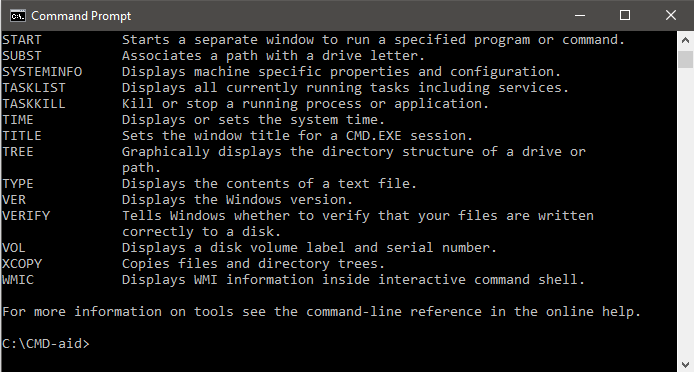 Command Prompt
START Starts a separate window to run a specified program or command.
SUBST Associates a path with a drive letter.
SYSTEMINFO Displays machine specific properties and configuration.
TASKLIST Displays all currently running tasks including services.
TASKKILL Kill or stop a running process or application.
TIME Displays or sets the system time.
TITLE Sets the window title for a CMD.EXE session.
TREE Graphically displays the directory structure of a drive or
path.
TYPE Displays the contents of a text file.
VER Displays the Windows version.
VERIFY Tells Windows whether to verify that your files are written
correctly to a disk.
VOL Displays a disk volume label and serial number.
XCOPY Copies files and directory trees.
WMIC Displays WMI information inside interactive command shell.
For more information on tools see the command-line reference in the online help.
C:\CMD-aid>